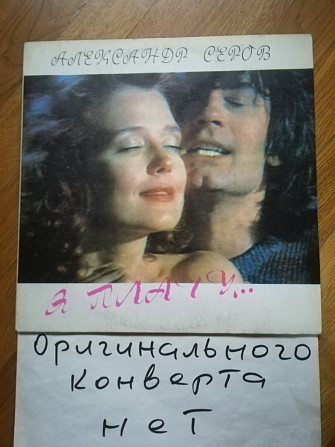 АЛЕКСАНДР СЕРОВ
Я ПЛАЧУ...
Оригинального
конверта
нет